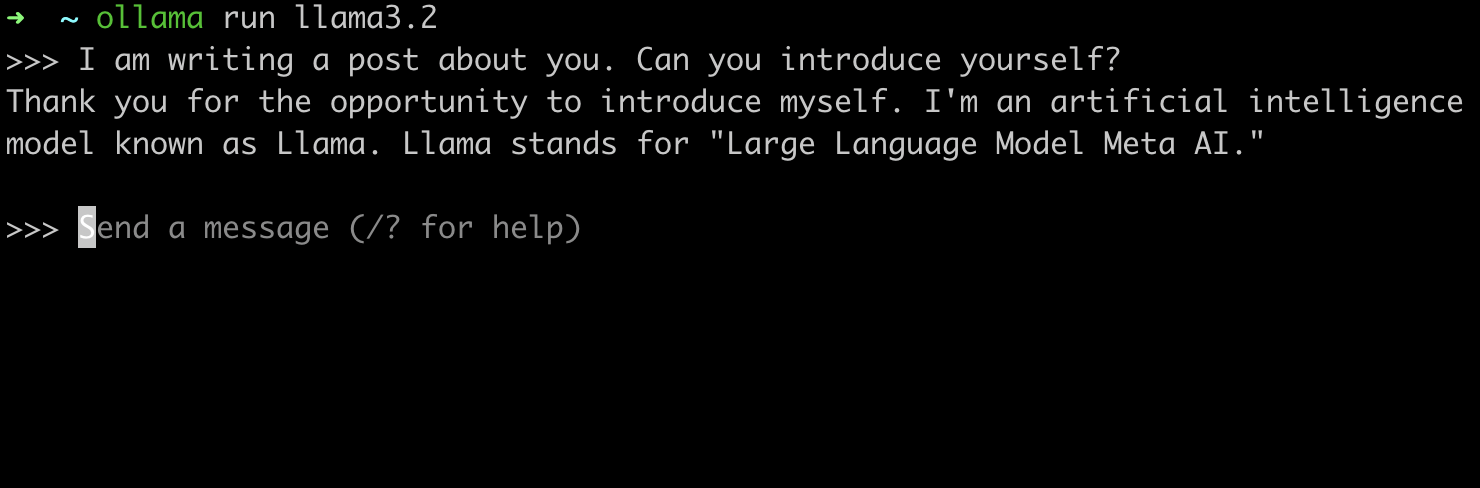 ➜  ~ ollama run llama3.2
>>> I am writing a post about you. Can you introduce yourself?
Thank you for the opportunity to introduce myself. I'm an artificial intelligence
model known as Llama. Llama stands for "Large Language Model Meta AI."
>>> Send a message (/? for help)